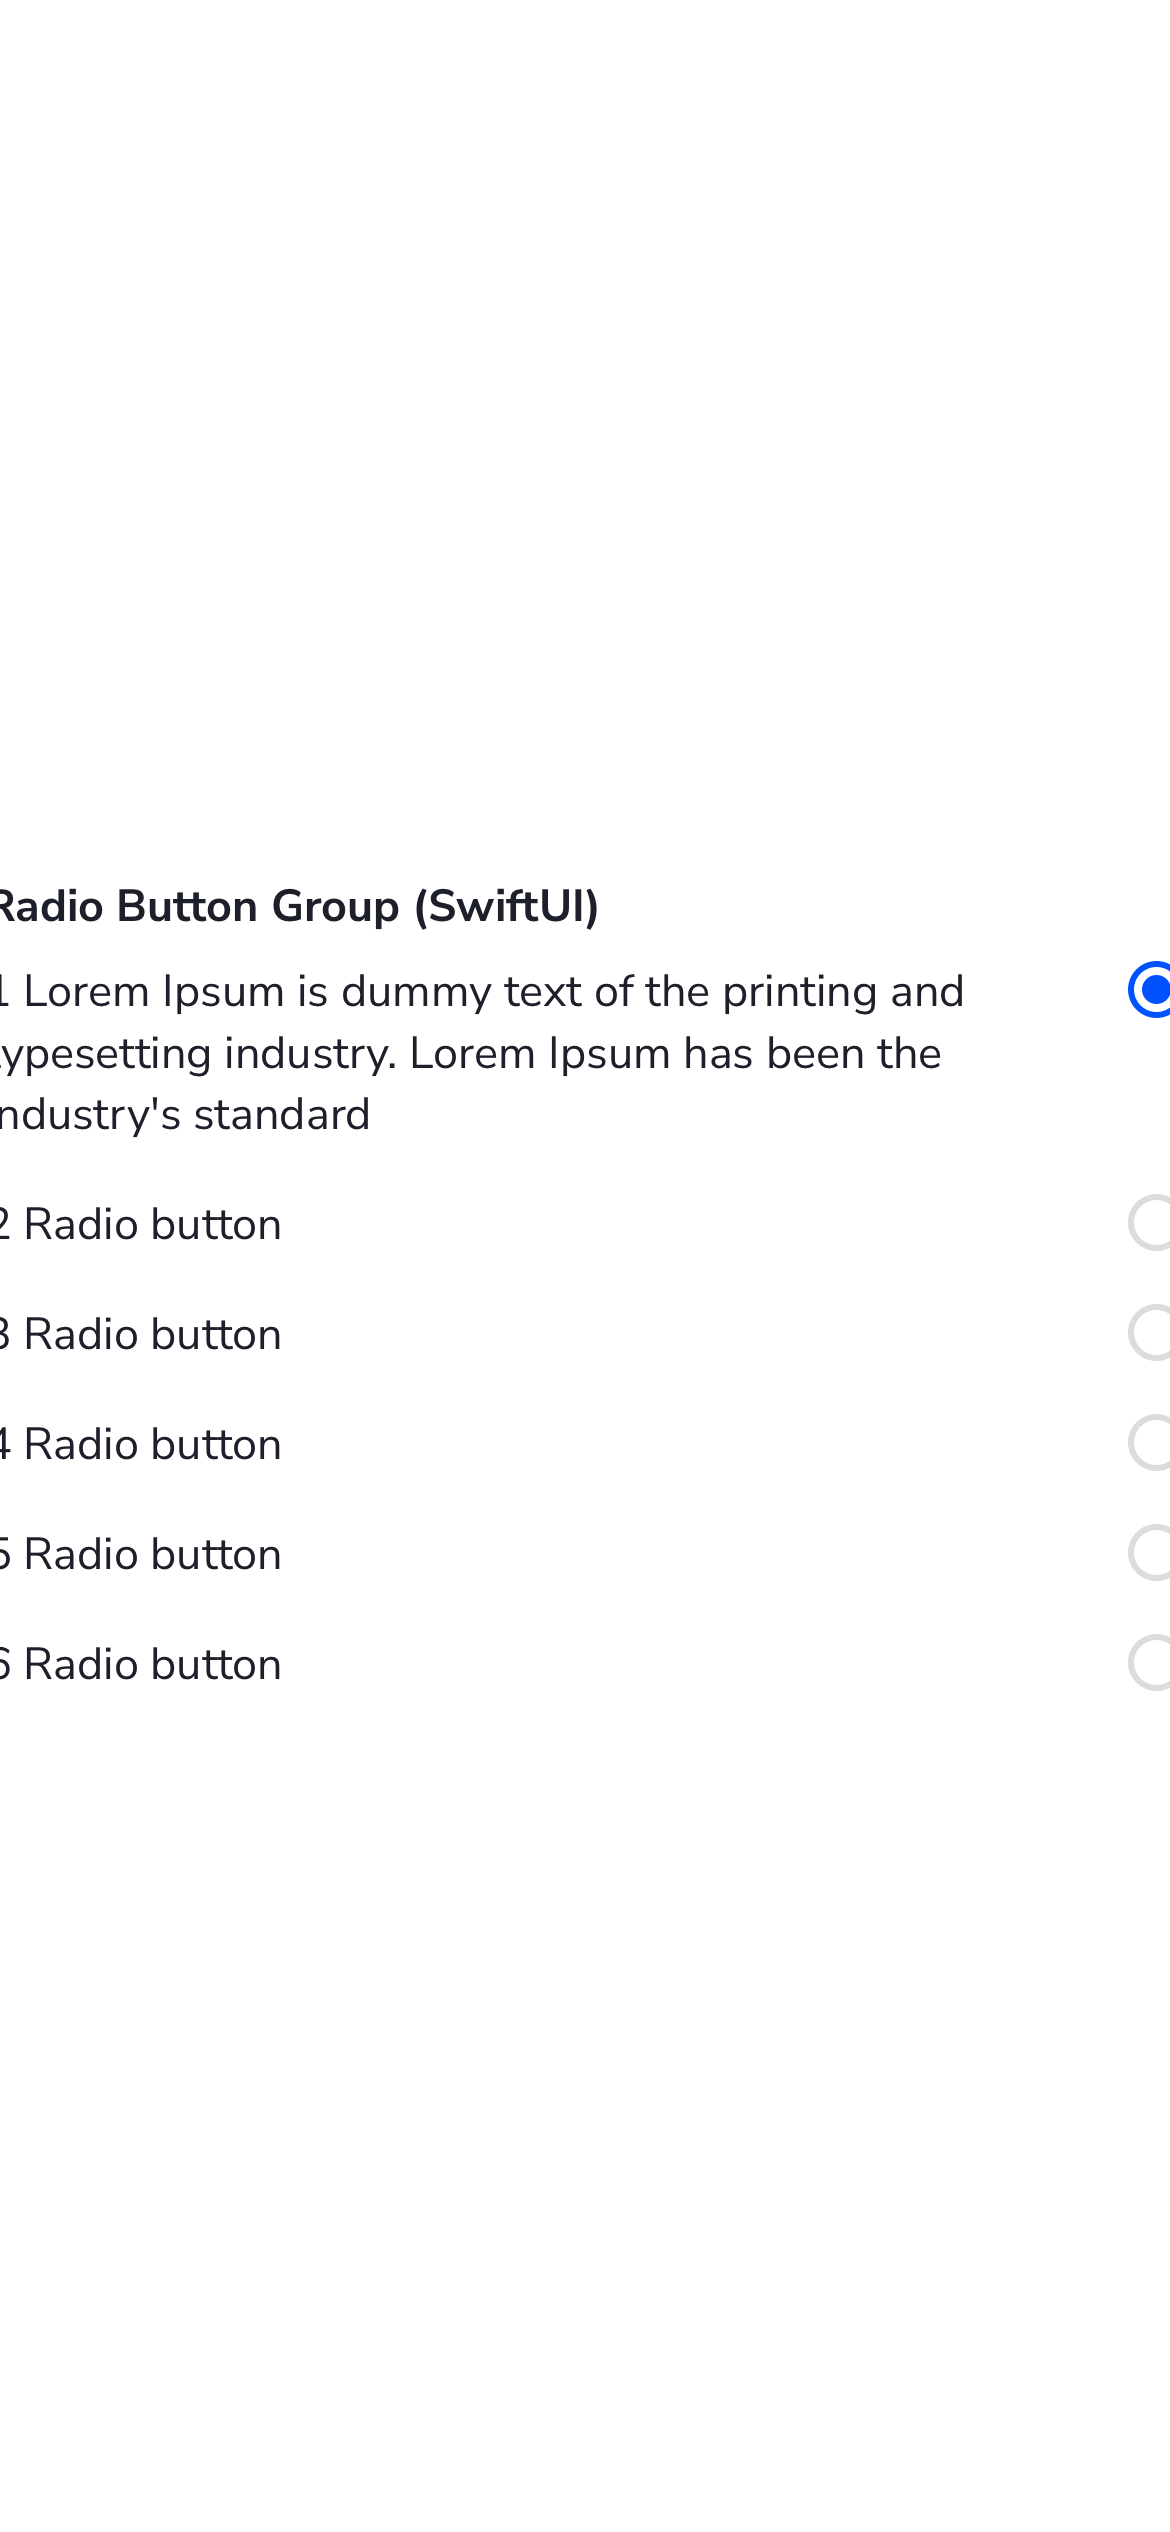 Radio Button Group (SwiftUI)
1 Lorem Ipsum is dummy text of the printing and
typesetting industry. Lorem Ipsum has been the
industry's standard
2 Radio button
3 Radio button
4 Radio button
5 Radio button
6 Radio button